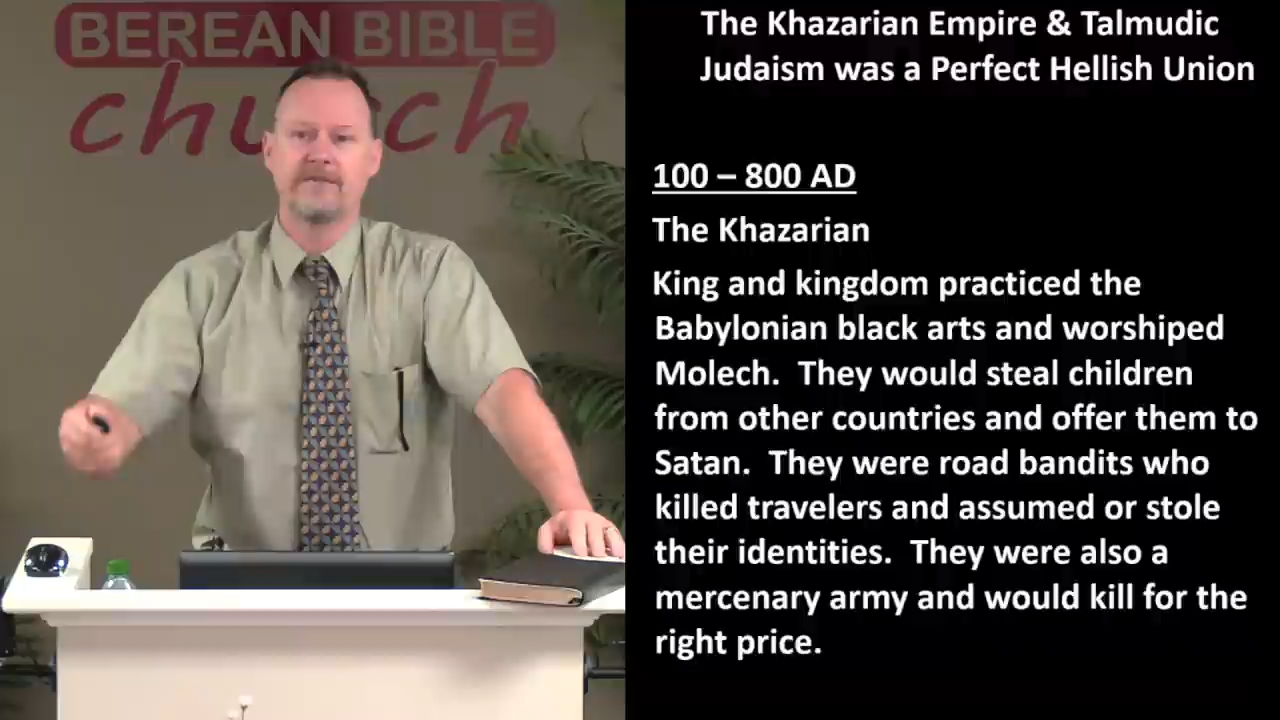 BEREAN BIBLE
church
The Khazarian Empire & Talmudic
Judaism was a Perfect Hellish Union
100 – 800 AD
The Khazarian
King and kingdom practiced the
Babylonian black arts and worshiped
Molech. They would steal children
from other countries and offer them to
Satan. They were road bandits who
killed travelers and assumed or stole
their identities. They were also a
mercenary army and would kill for the
right price.